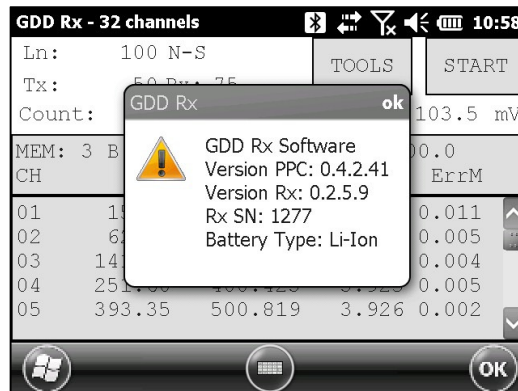 GDD Rx - 32 channels 10:58
Ln: 100 N-S
TOOLS START
Tx:
Count: 103.5 mV
GDD Rx ok
GDD Rx Software
Version PPC: 0.4.2.41
Version Rx: 0.2.5.9
Rx SN: 1277
Battery Type: Li-Ion
MEM: 3
CH ErrM
01 0.011
02 0.005
03 0.004
04 0.005
05 393.35 500.819 3.926 0.002
OK